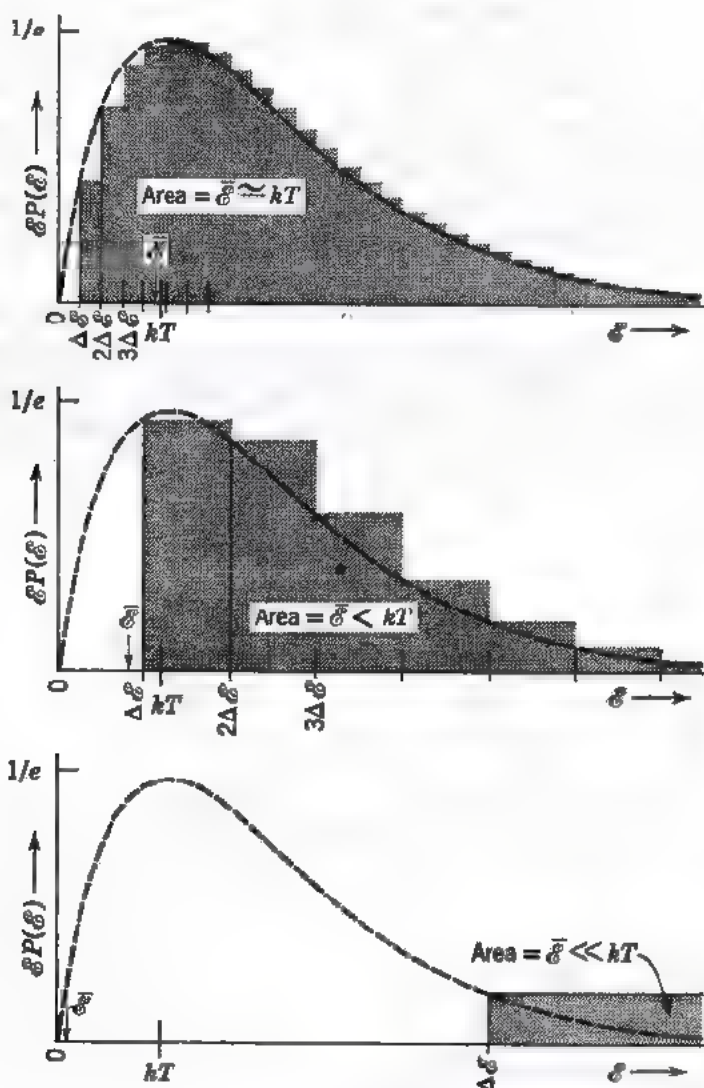 1/e
ℰP(ℰ) ⟶
Area = ℰ̄ ≃ kT
0 Δℰ 2Δℰ 3Δℰ kT ℰ ⟶
1/e
ℰP(ℰ) ⟶
ℰ̄
Area = ℰ̄ < kT
0 Δℰ kT 2Δℰ 3Δℰ ℰ ⟶
1/e
ℰP(ℰ) ⟶
ℰ̄
Area = ℰ̄ ≪ kT
0 kT Δℰ ℰ ⟶